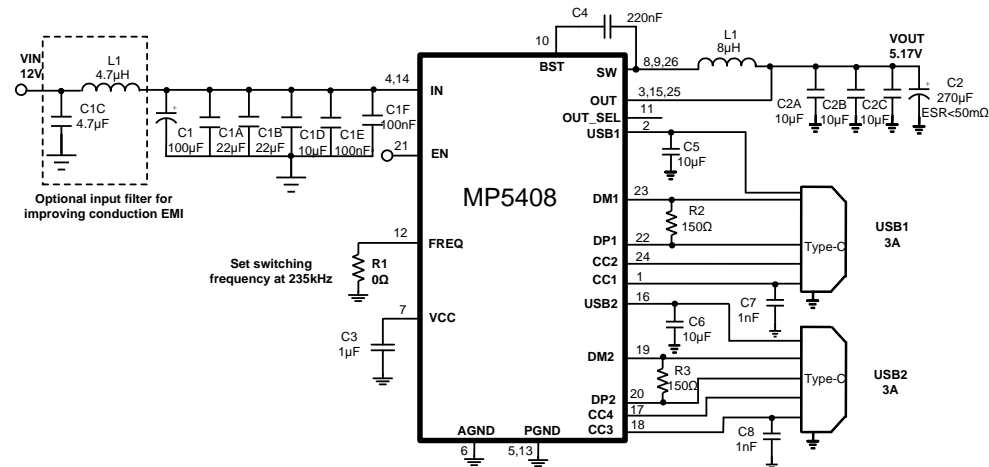 C4
220nF
10
BST
L1
8µH
VOUT
5.17V
SW
8,9,26
VIN
12V
L1
4.7µH
4,14
IN
C1C
4.7µF
C1
100µF
C1A
22µF
C1B
22µF
C1D
10µF
C1E
100nF
C1F
100nF
OUT
3,15,25
OUT_SEL
11
USB1
2
C2A
10µF
C2B
10µF
C2C
10µF
C2
270µF
ESR<50mΩ
21
EN
C5
10µF
Optional input filter for
improving conduction EMI
MP5408
DM1
23
R2
150Ω
DP1
22
CC2
24
CC1
1
Type-C
USB1
3A
12
FREQ
Set switching
frequency at 235kHz
R1
0Ω
C7
1nF
USB2
16
7
VCC
C3
1µF
C6
10µF
DM2
19
R3
150Ω
DP2
20
CC4
17
CC3
18
Type-C
USB2
3A
C8
1nF
AGND
6
PGND
5,13